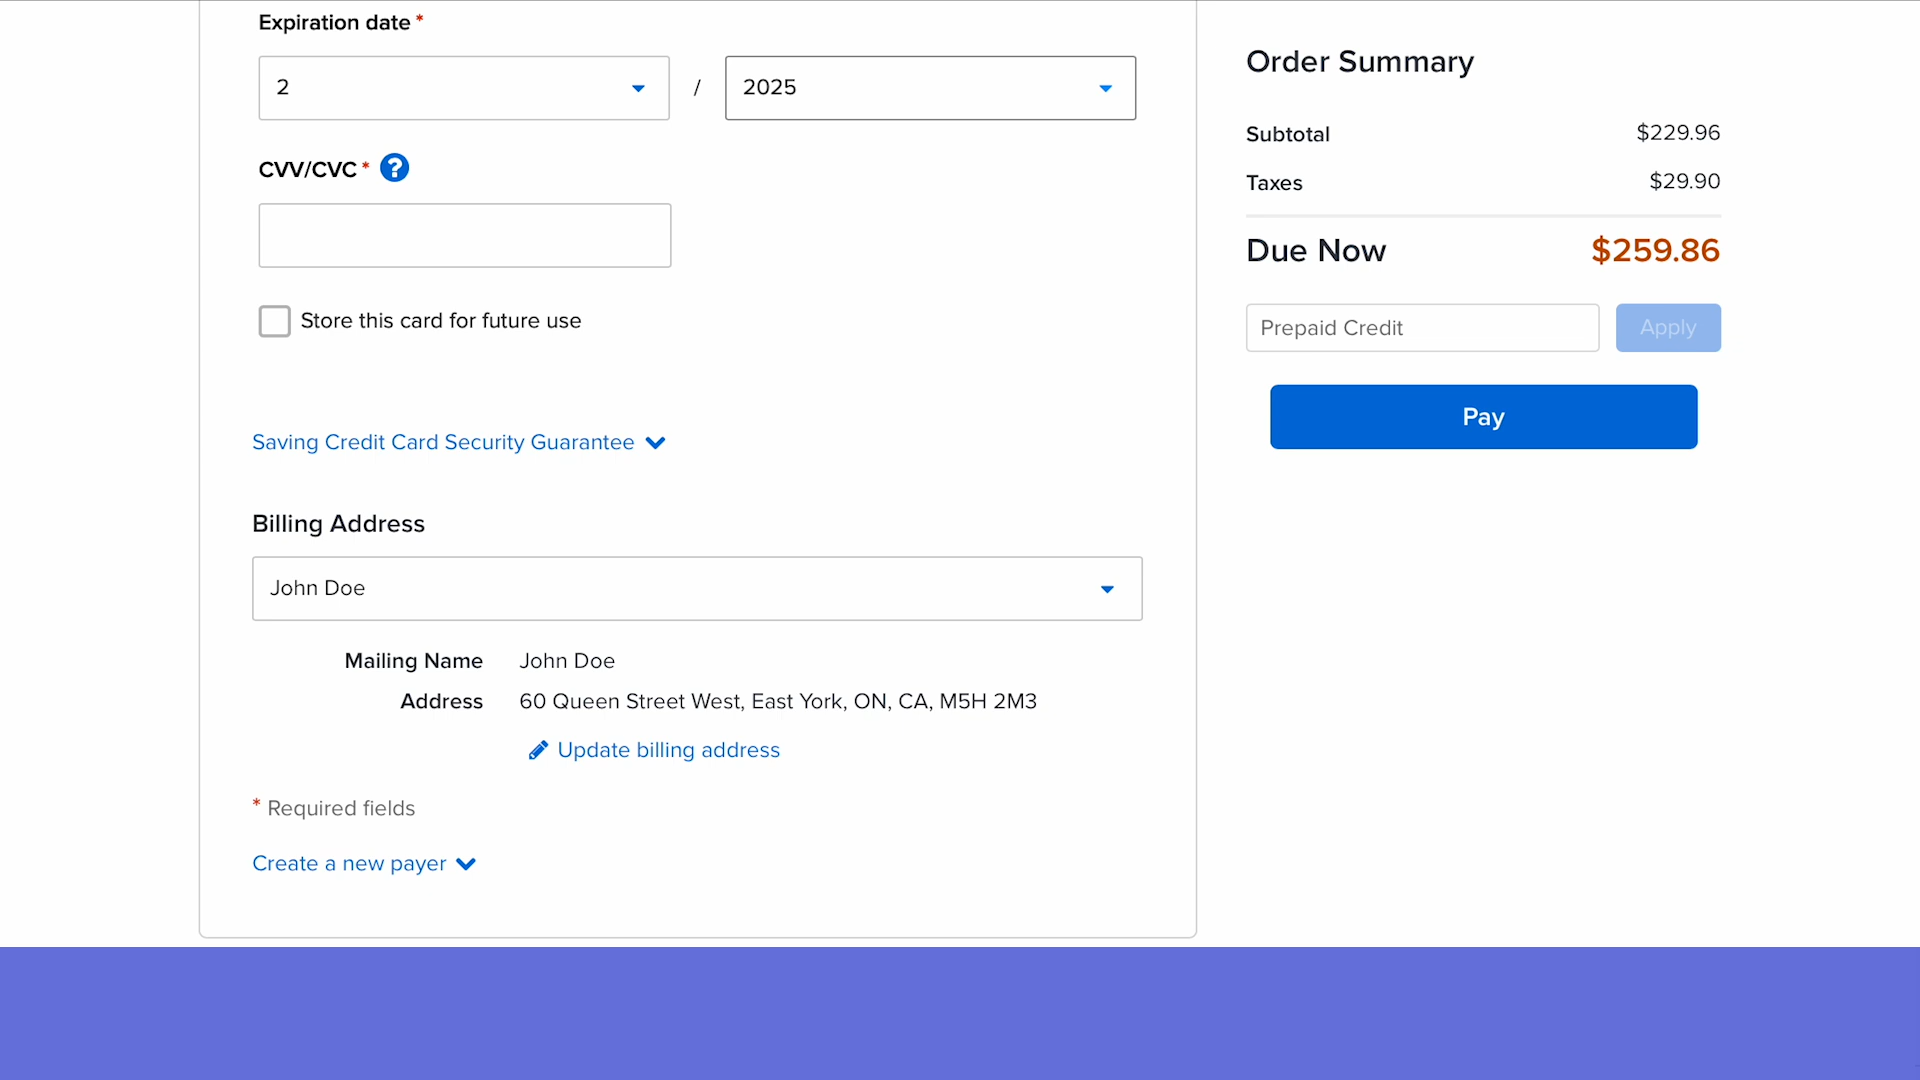 Expiration date *
2 / 2025
CVV/CVC * ?
Store this card for future use
Saving Credit Card Security Guarantee
Billing Address
John Doe
Mailing Name John Doe
Address 60 Queen Street West, East York, ON, CA, M5H 2M3
Update billing address
* Required fields
Create a new payer
Order Summary
Subtotal $229.96
Taxes $29.90
Due Now $259.86
Prepaid Credit Apply
Pay